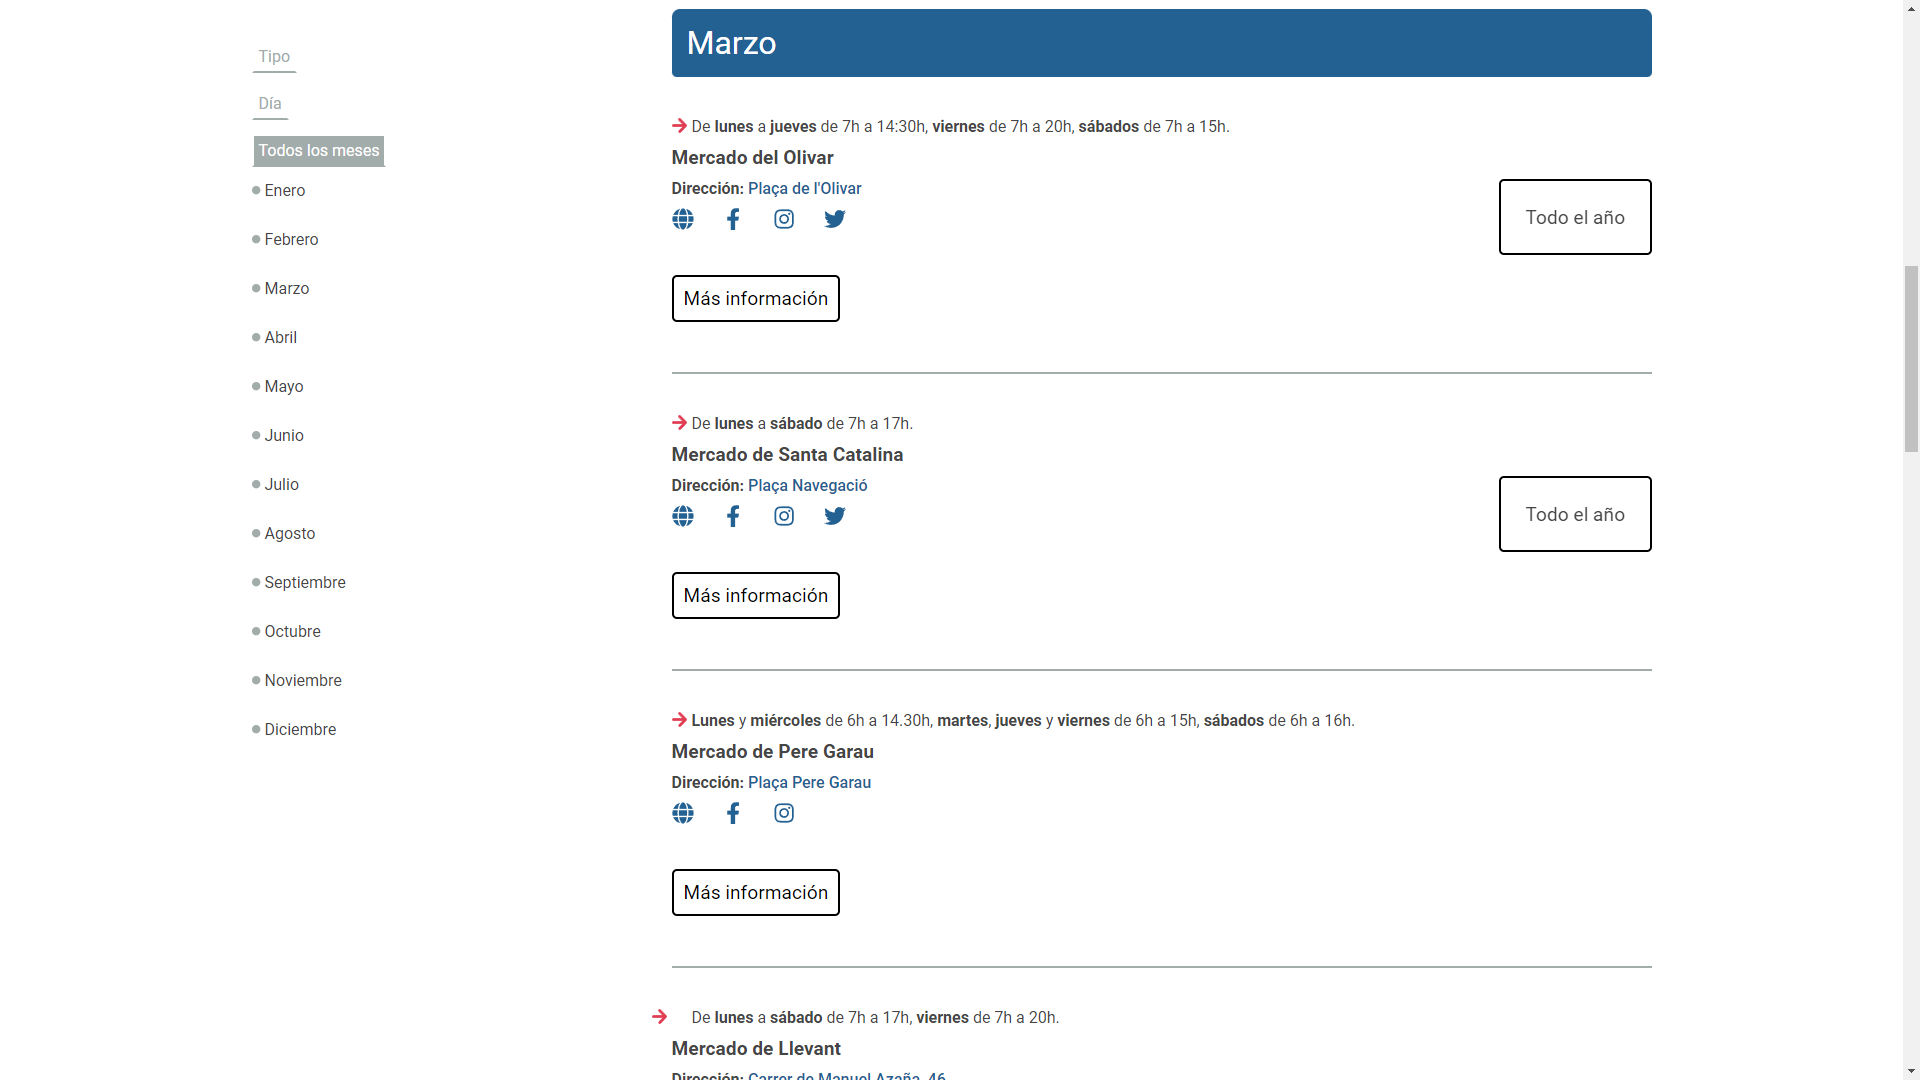 Tipo
Día
Todos los meses
Enero
Febrero
Marzo
Abril
Mayo
Junio
Julio
Agosto
Septiembre
Octubre
Noviembre
Diciembre
Marzo
De lunes a jueves de 7h a 14:30h, viernes de 7h a 20h, sábados de 7h a 15h.
Mercado del Olivar
Dirección: Plaça de l'Olivar
Todo el año
Más información
De lunes a sábado de 7h a 17h.
Mercado de Santa Catalina
Dirección: Plaça Navegació
Todo el año
Más información
Lunes y miércoles de 6h a 14.30h, martes, jueves y viernes de 6h a 15h, sábados de 6h a 16h.
Mercado de Pere Garau
Dirección: Plaça Pere Garau
Más información
De lunes a sábado de 7h a 17h, viernes de 7h a 20h.
Mercado de Llevant
Dirección: Carrer de Manuel Azaña, 46